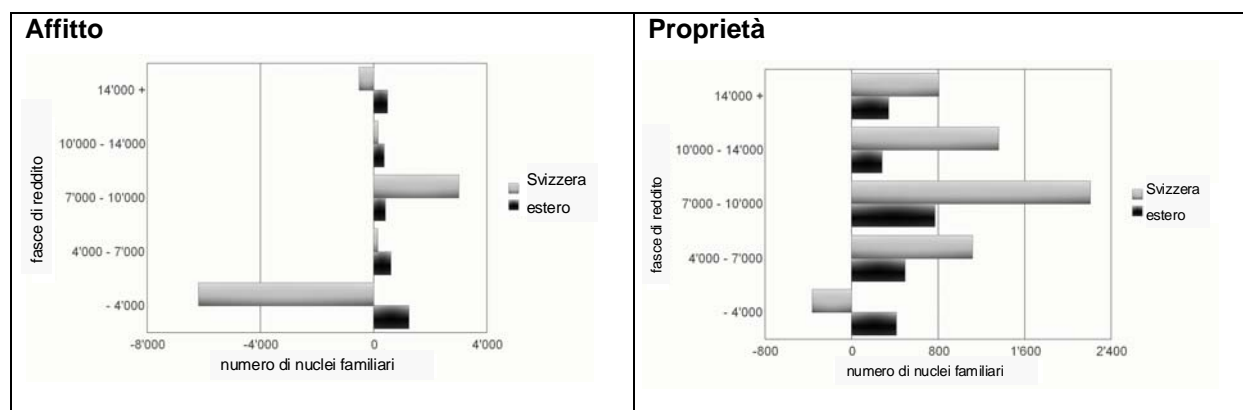 Affitto
14'000 +
10'000 - 14'000
7'000 - 10'000
4'000 - 7'000
- 4'000
fasce di reddito
-8'000 -4'000 0 4'000
numero di nuclei familiari
Svizzera
estero
Proprietà
14'000 +
10'000 - 14'000
7'000 - 10'000
4'000 - 7'000
- 4'000
fasce di reddito
-800 0 800 1'600 2'400
numero di nuclei familiari
Svizzera
estero